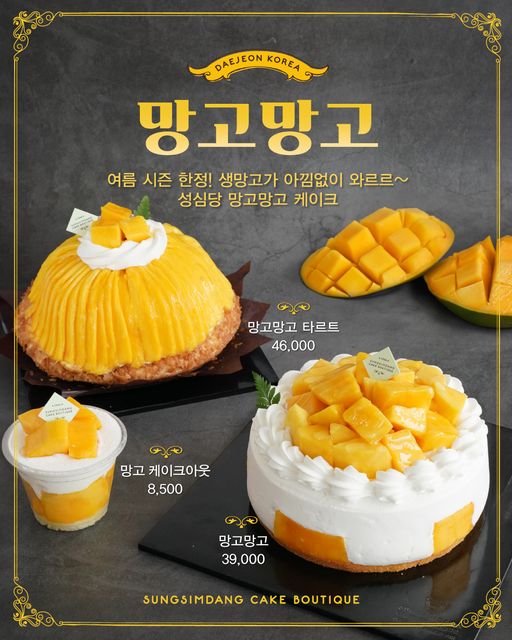 DAEJEON KOREA
망고망고
여름 시즌 한정! 생망고가 아낌없이 와르르~
성심당 망고망고 케이크
망고망고 타르트
46,000
망고 케이크아웃
8,500
망고망고
39,000
SUNGSIMDANG CAKE BOUTIQUE